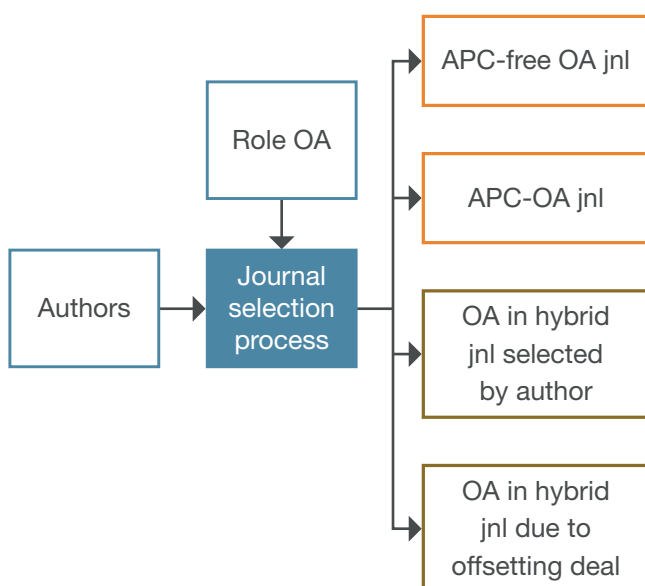 APC-free OA jnl
Role OA
APC-OA jnl
Authors
Journal
selection
process
OA in hybrid
jnl selected
by author
OA in hybrid
jnl due to
offsetting deal